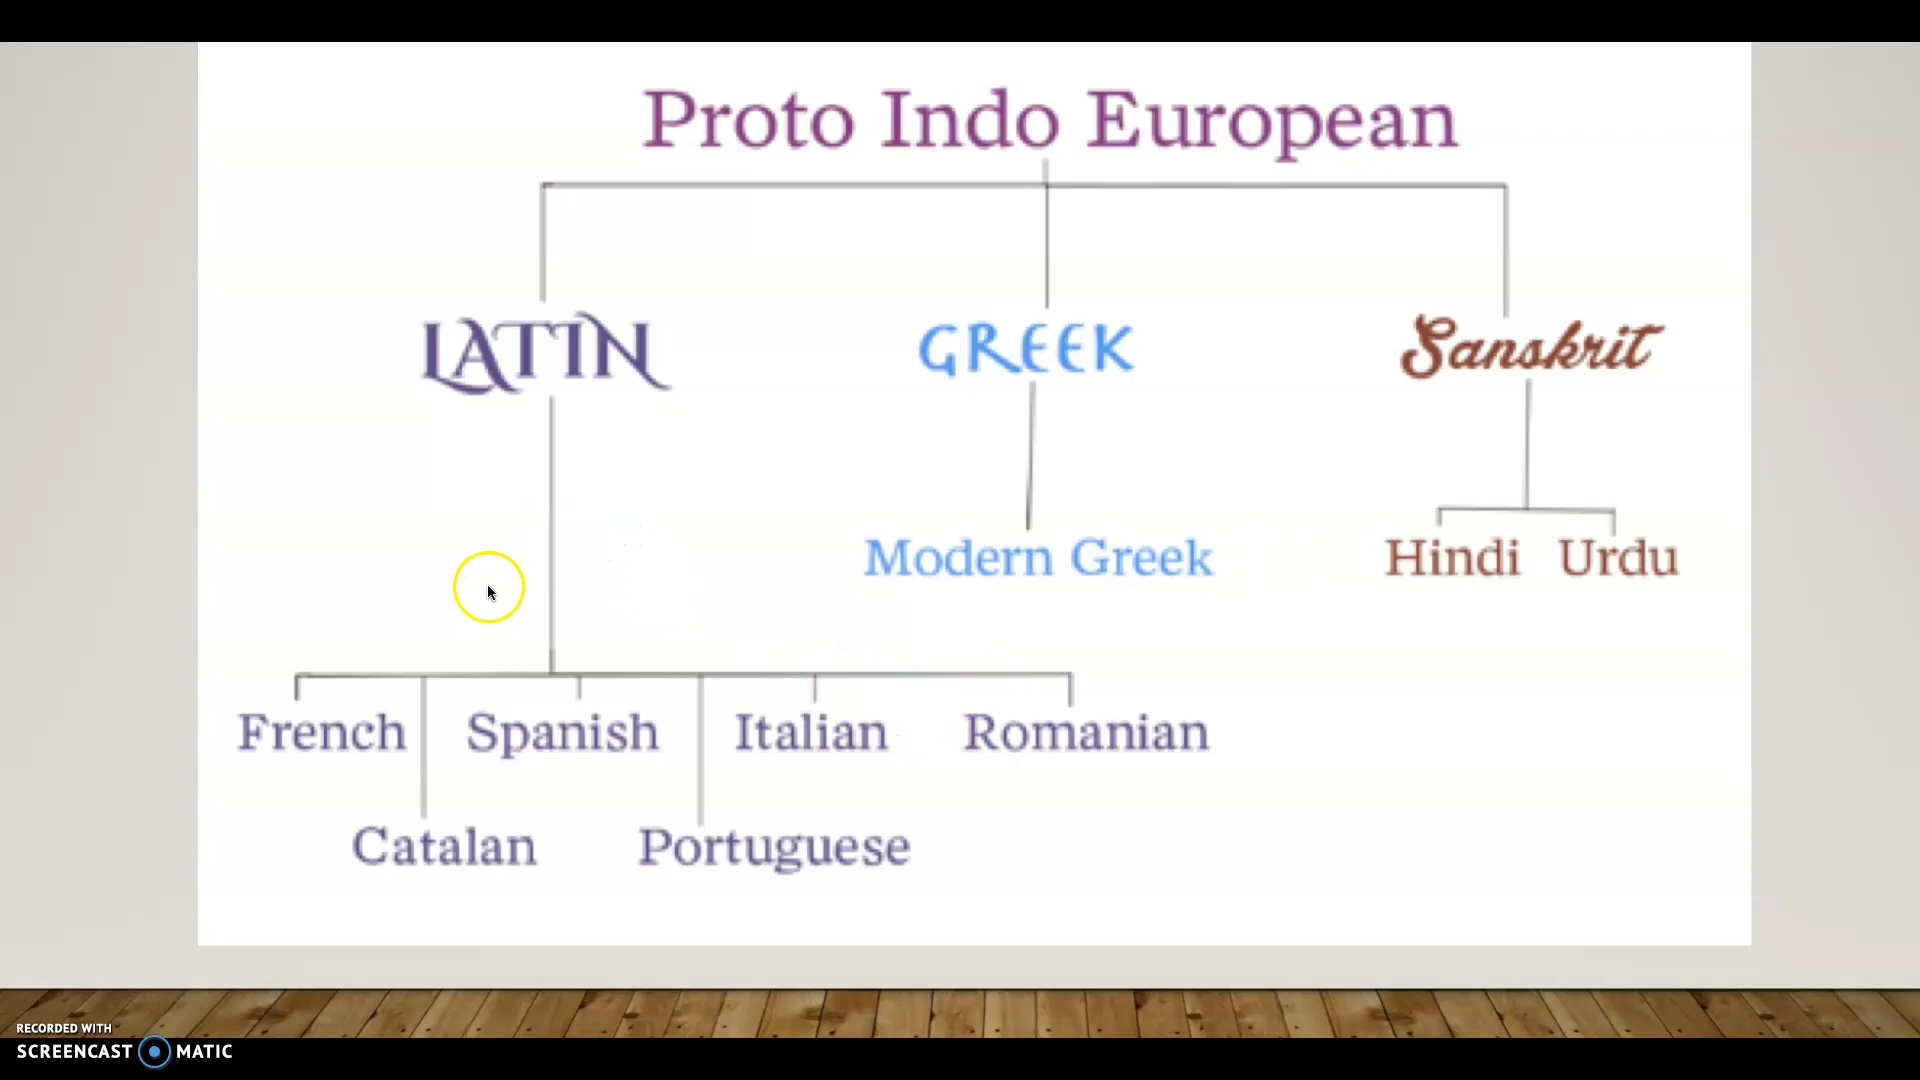 Proto Indo European
LATIN
GREEK
Sanskrit
Modern Greek
Hindi
Urdu
French
Spanish
Italian
Romanian
Catalan
Portuguese
RECORDED WITH
SCREENCAST MATIC